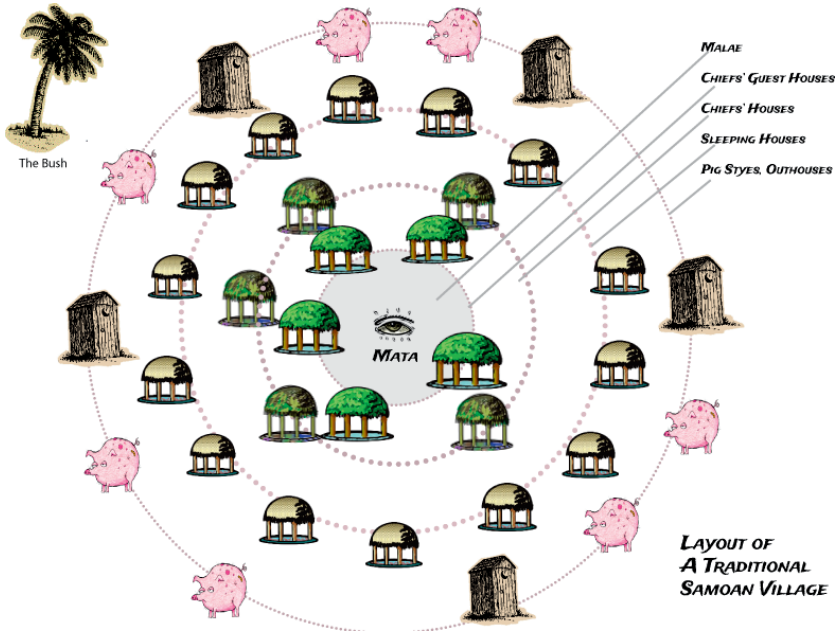 Malae
Chiefs' Guest Houses
Chiefs' Houses
Sleeping Houses
Pig Styes, Outhouses
The Bush
Mata
Layout of
A Traditional
Samoan Village